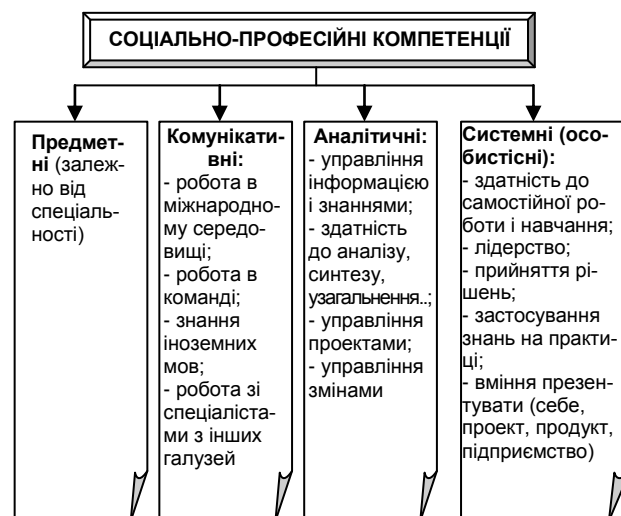 СОЦІАЛЬНО-ПРОФЕСІЙНІ КОМПЕТЕНЦІЇ
Предмет-
ні (залеж-
но від
спеціаль-
ності)
Комунікати-
вні:
- робота в
міжнародно-
му середо-
вищі;
- робота в
команді;
- знання
іноземних
мов;
- робота зі
спеціаліста-
ми з інших
галузей
Аналітичні:
- управління
інформацією
і знаннями;
- здатність
до аналізу,
синтезу,
узагальнення..;
- управління
проектами;
- управління
змінами
Системні (осо-
бистісні):
- здатність до
самостійної ро-
боти і навчання;
- лідерство;
- прийняття рі-
шень;
- застосування
знань на практи-
ці;
- вміння презен-
тувати (себе,
проект, продукт,
підприємство)